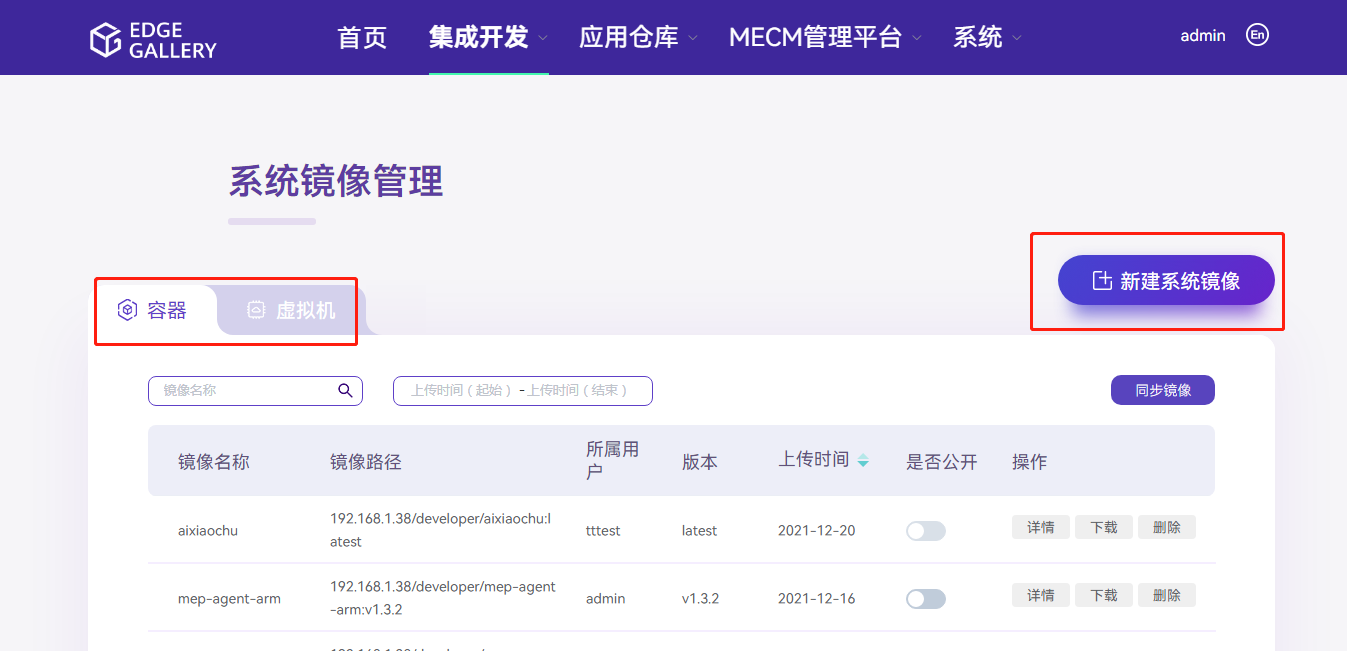 EDGE GALLERY
首页 集成开发 应用仓库 MECM管理平台 系统 admin En
系统镜像管理
新建系统镜像
容器 虚拟机
镜像名称 上传时间（起始） - 上传时间（结束） 同步镜像
镜像名称 镜像路径 所属用户 版本 上传时间 是否公开 操作
aixiaochu 192.168.1.38/developer/aixiaochu:l
atest tttest latest 2021-12-20 详情 下载 删除
mep-agent-arm 192.168.1.38/developer/mep-agent
-arm:v1.3.2 admin v1.3.2 2021-12-16 详情 下载 删除